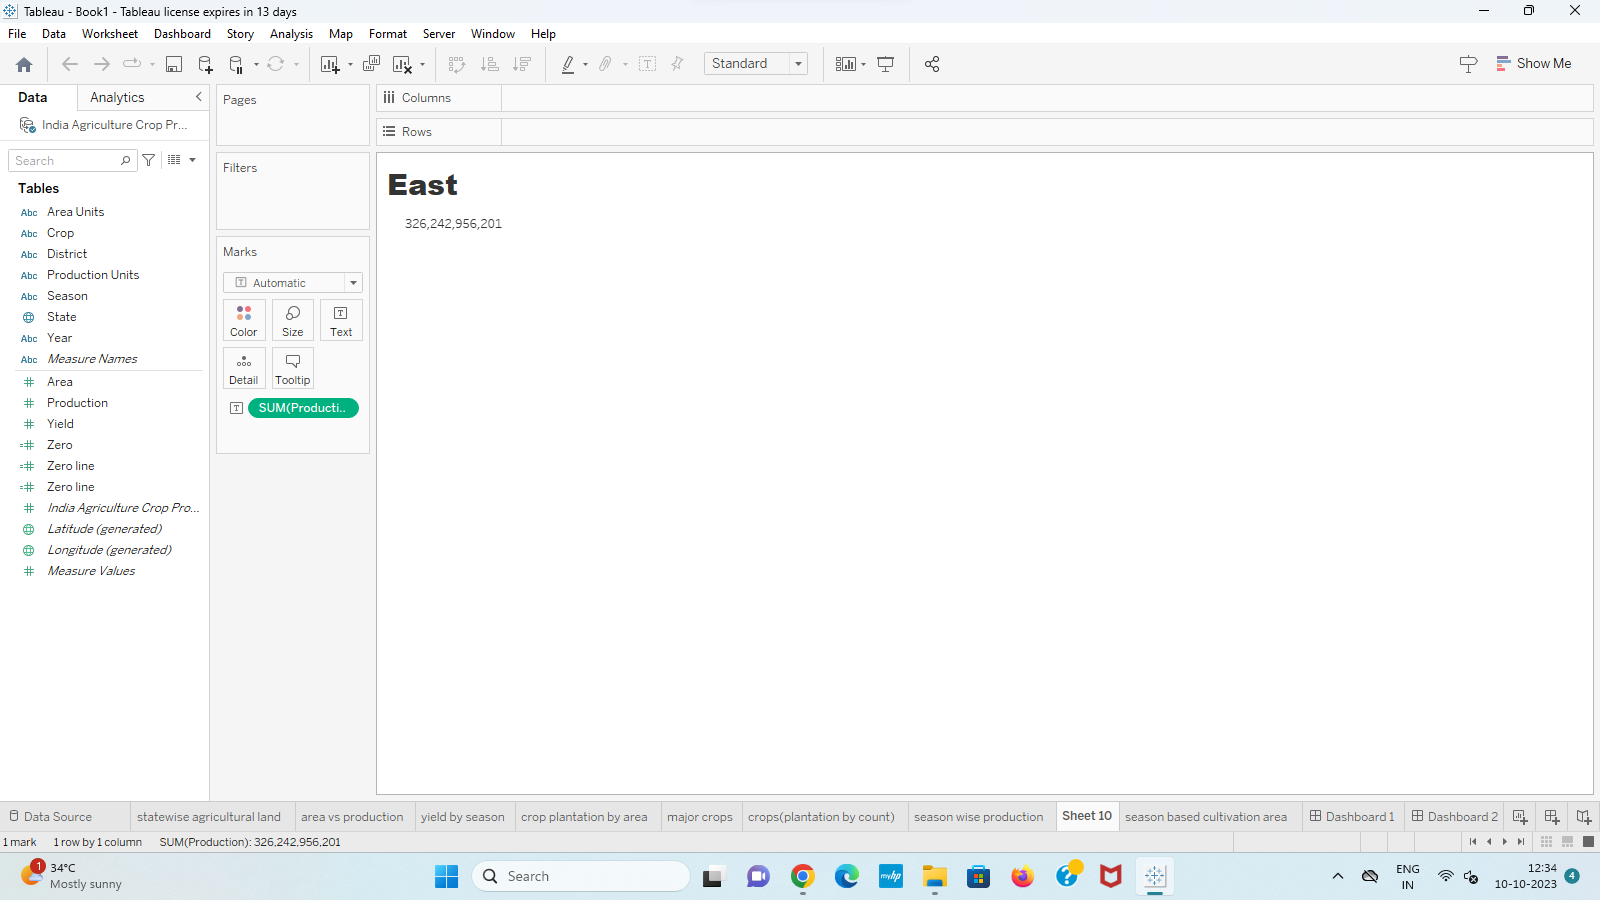 Tableau - Book1 - Tableau license expires in 13 days
File Data Worksheet Dashboard Story Analysis Map Format Server Window Help
Standard
Show Me
Data Analytics
India Agriculture Crop Pr...
Search
Tables
Abc Area Units
Abc Crop
Abc District
Abc Production Units
Abc Season
State
Abc Year
Abc Measure Names
Area
Production
Yield
Zero
Zero line
Zero line
India Agriculture Crop Pro...
Latitude (generated)
Longitude (generated)
Measure Values
Pages
Filters
Marks
Automatic
Color Size Text
Detail Tooltip
SUM(Producti..
Columns
Rows
East
326,242,956,201
Data Source statewise agricultural land area vs production yield by season crop plantation by area major crops crops(plantation by count) season wise production Sheet 10 season based cultivation area Dashboard 1 Dashboard 2
1 mark 1 row by 1 column SUM(Production): 326,242,956,201
1
34°C
Mostly sunny
Search
myhp
ENG
IN
12:34
10-10-2023
4